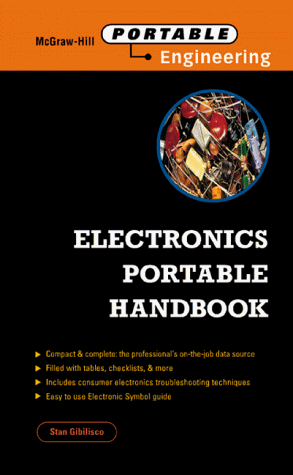 McGraw-Hill PORTABLE
Engineering
ELECTRONICS
PORTABLE
HANDBOOK
Compact & complete: the professional's on-the-job data source
Filled with tables, checklists, & more
Includes consumer electronics troubleshooting techniques
Easy to use Electronic Symbol guide
Stan Gibilisco